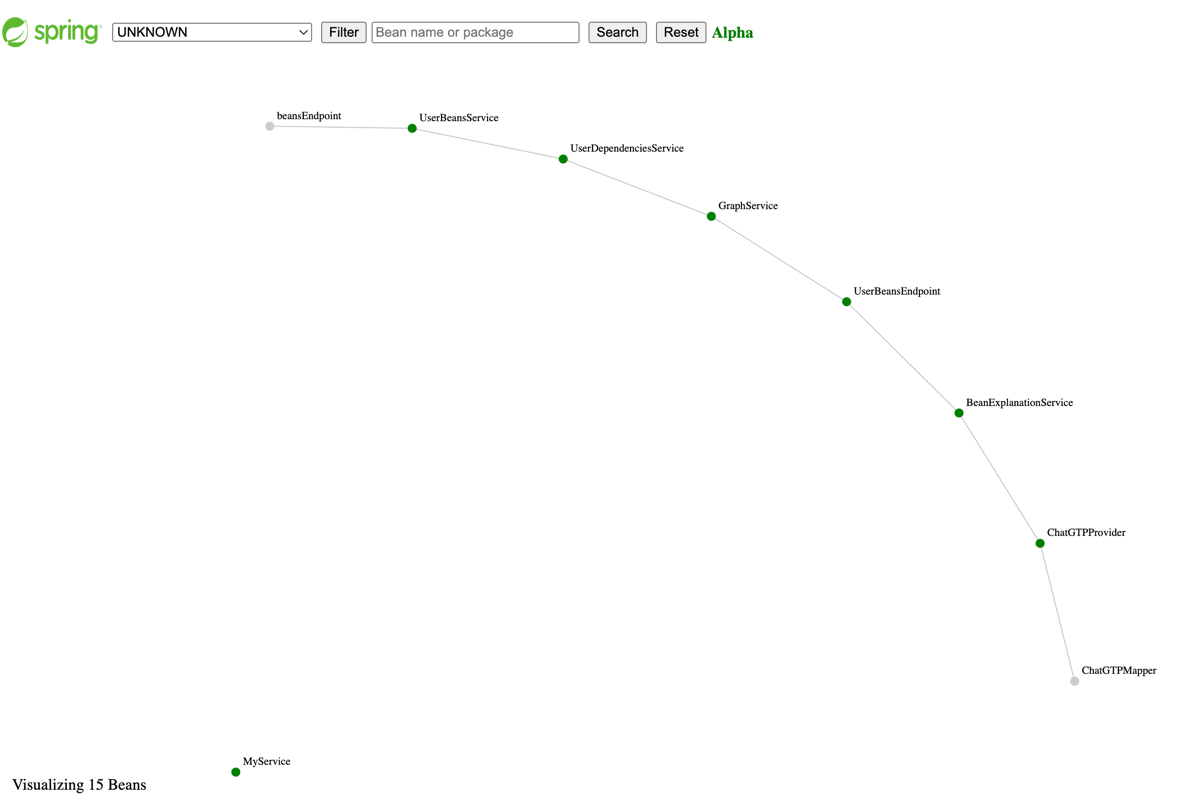 spring UNKNOWN Filter Bean name or package Search Reset Alpha
beansEndpoint
UserBeansService
UserDependenciesService
GraphService
UserBeansEndpoint
BeanExplanationService
ChatGTPProvider
ChatGTPMapper
MyService
Visualizing 15 Beans